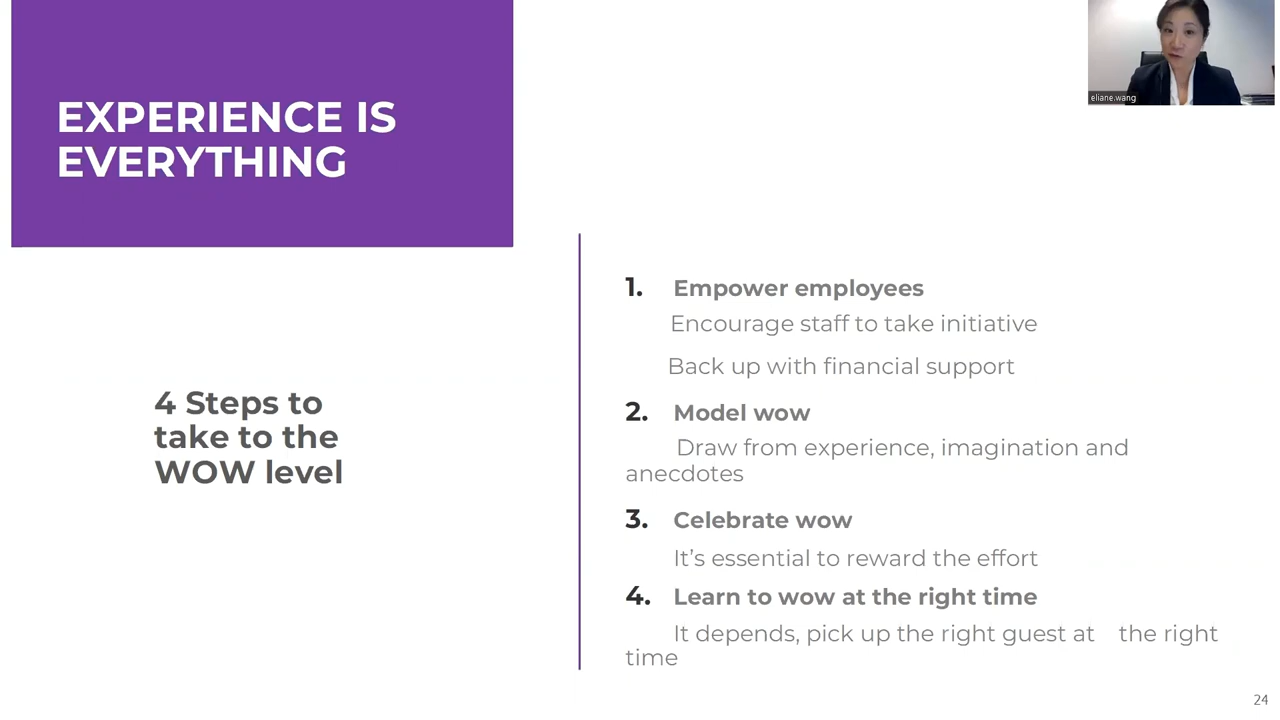 EXPERIENCE IS
EVERYTHING
eliane.wang
4 Steps to
take to the
WOW level
1. Empower employees
Encourage staff to take initiative
Back up with financial support
2. Model wow
Draw from experience, imagination and
anecdotes
3. Celebrate wow
It’s essential to reward the effort
4. Learn to wow at the right time
It depends, pick up the right guest at the right
time
24